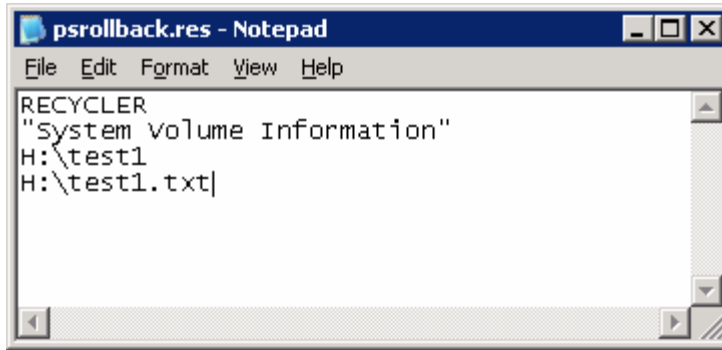 psrollback.res - Notepad
File Edit Format View Help
RECYCLER
"System Volume Information"
H:\test1
H:\test1.txt